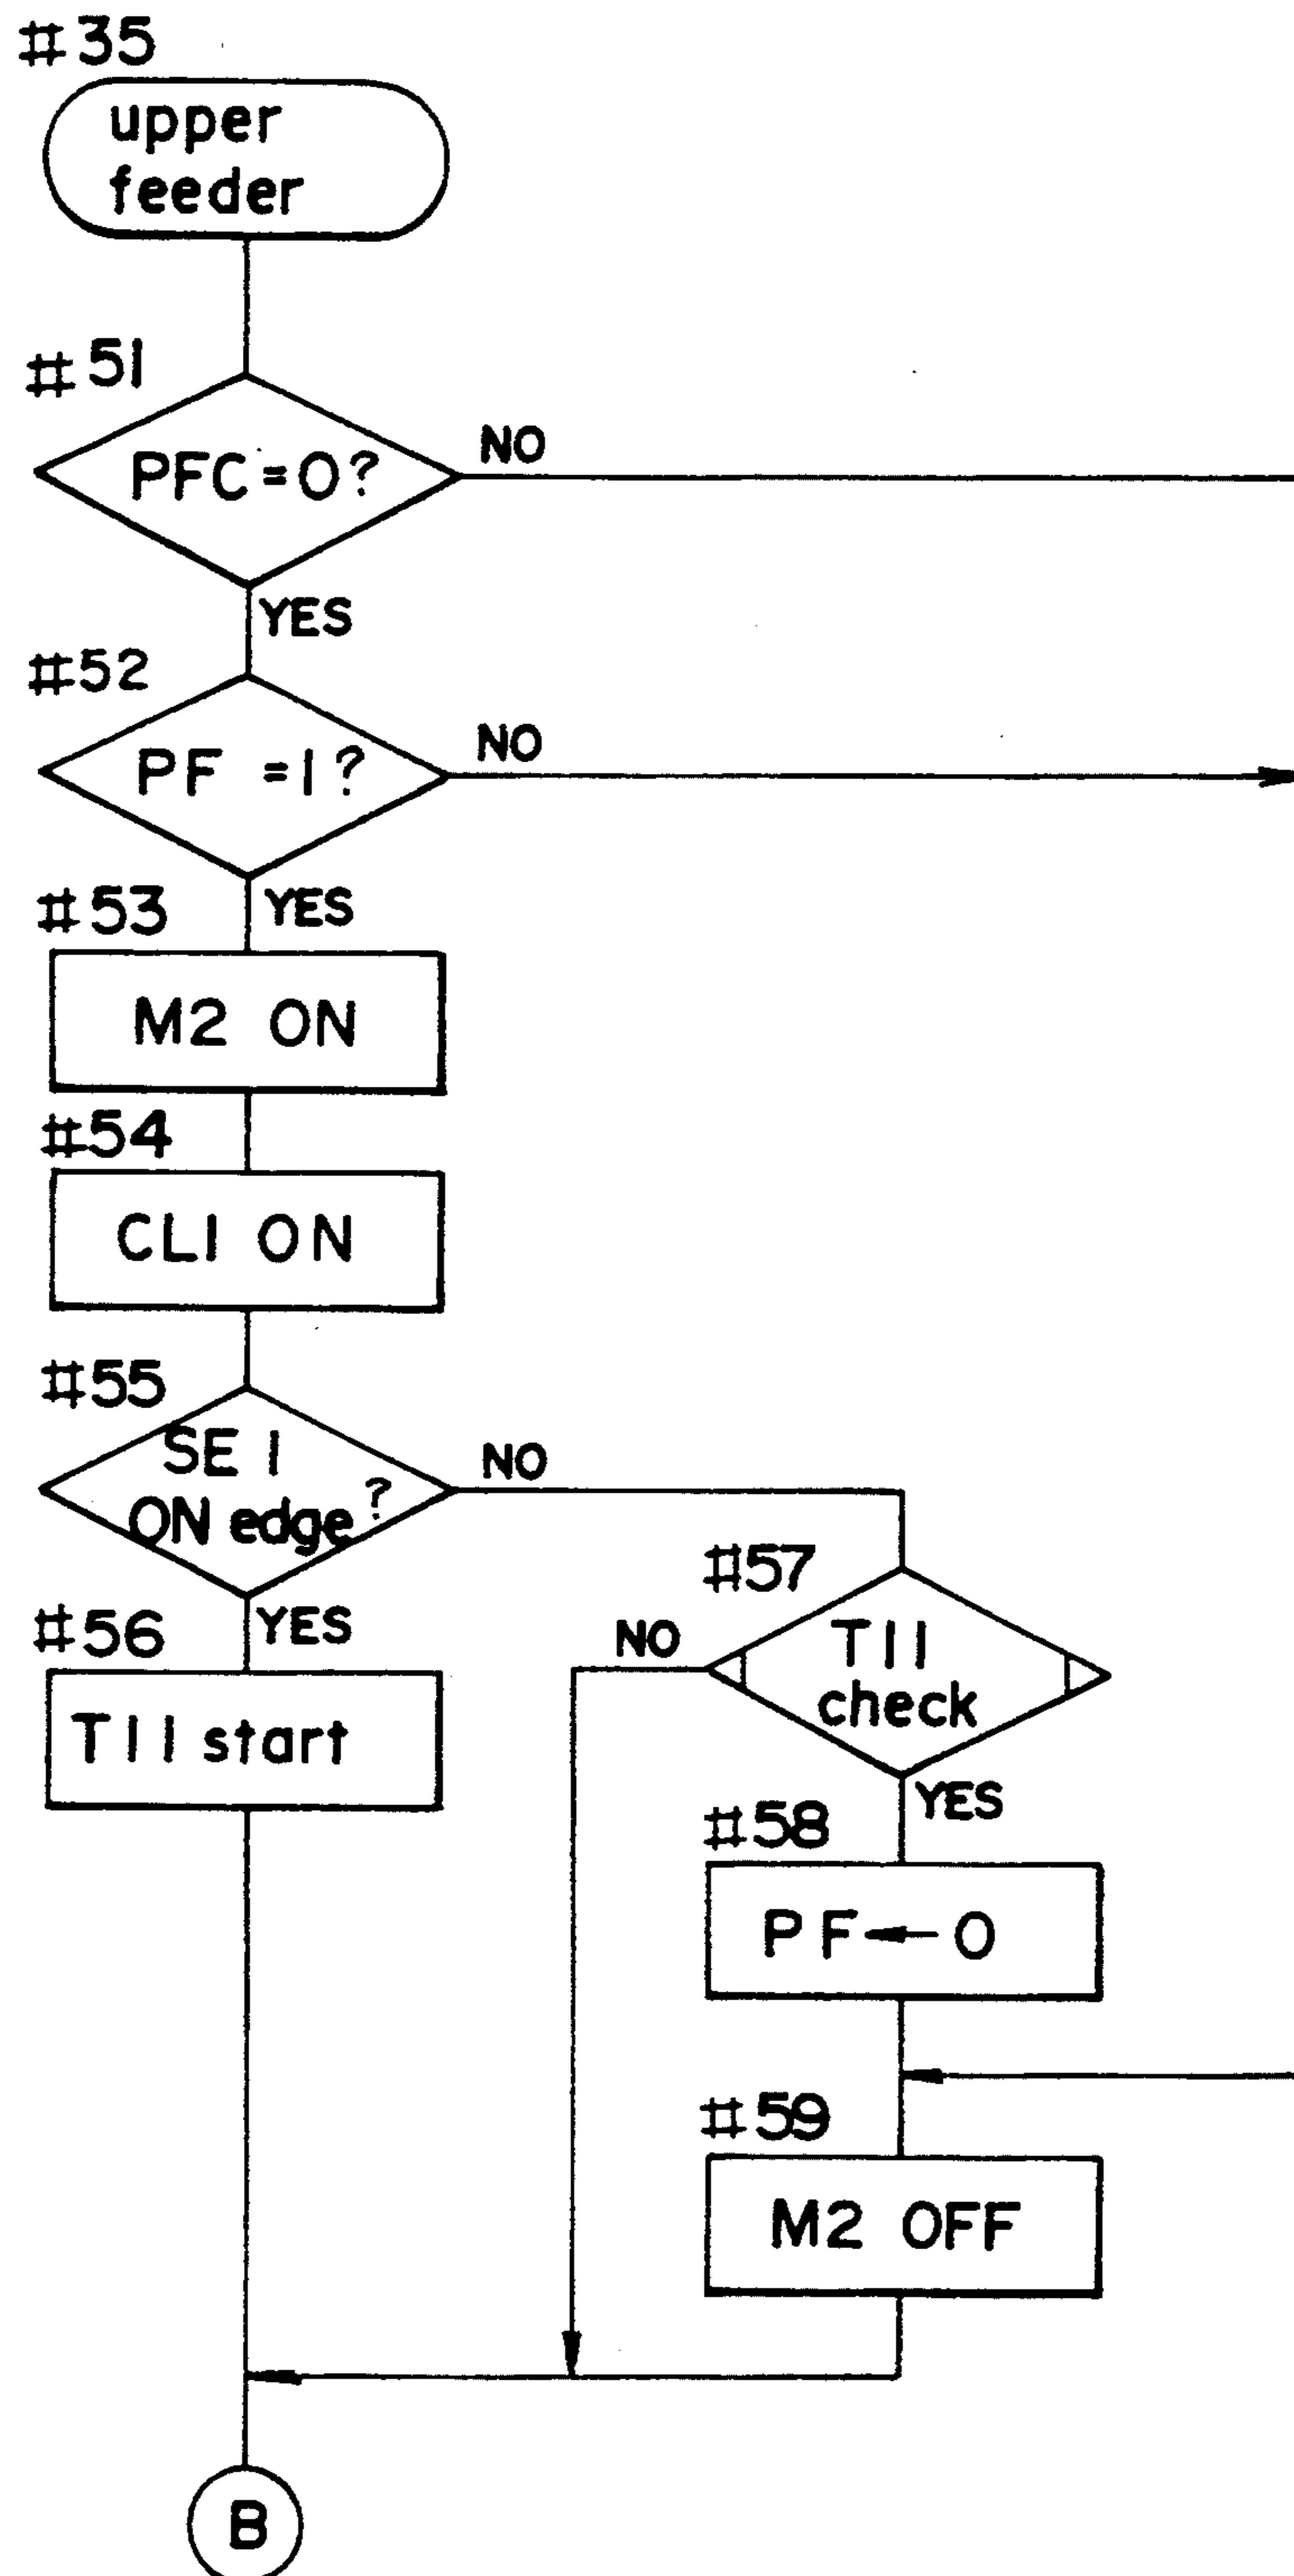 #35
upper
feeder
#51
PFC=0?
NO
YES
#52
PF =1?
NO
YES
#53
M2 ON
#54
CL1 ON
#55
SE1
ON edge?
NO
YES
#56
T11 start
#57
T11
check
NO
YES
#58
PF←0
#59
M2 OFF
B